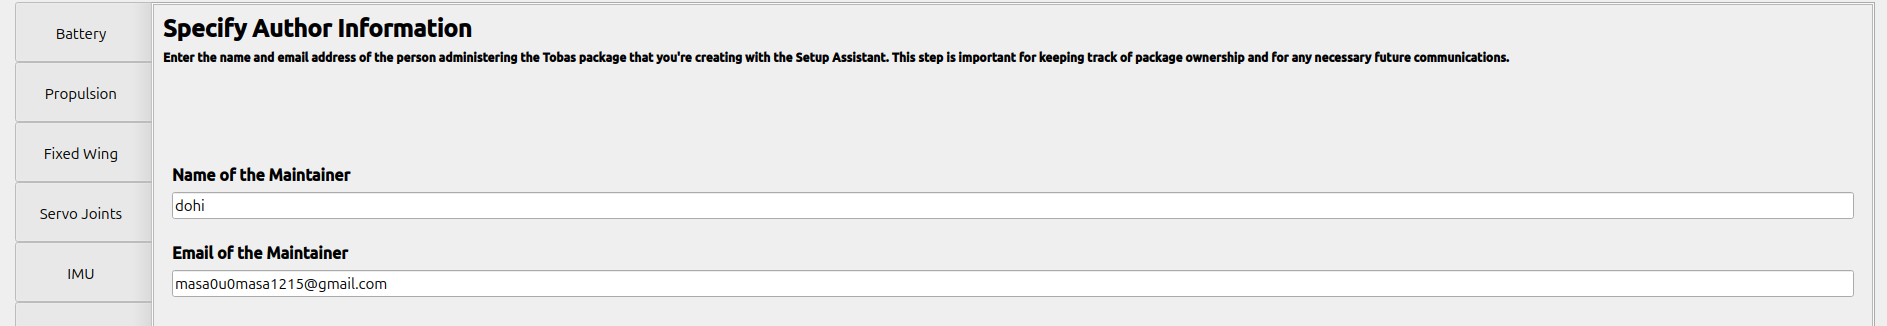 Battery
Propulsion
Fixed Wing
Servo Joints
IMU
Specify Author Information
Enter the name and email address of the person administering the Tobas package that you're creating with the Setup Assistant. This step is important for keeping track of package ownership and for any necessary future communications.
Name of the Maintainer
dohi
Email of the Maintainer
masa0u0masa1215@gmail.com